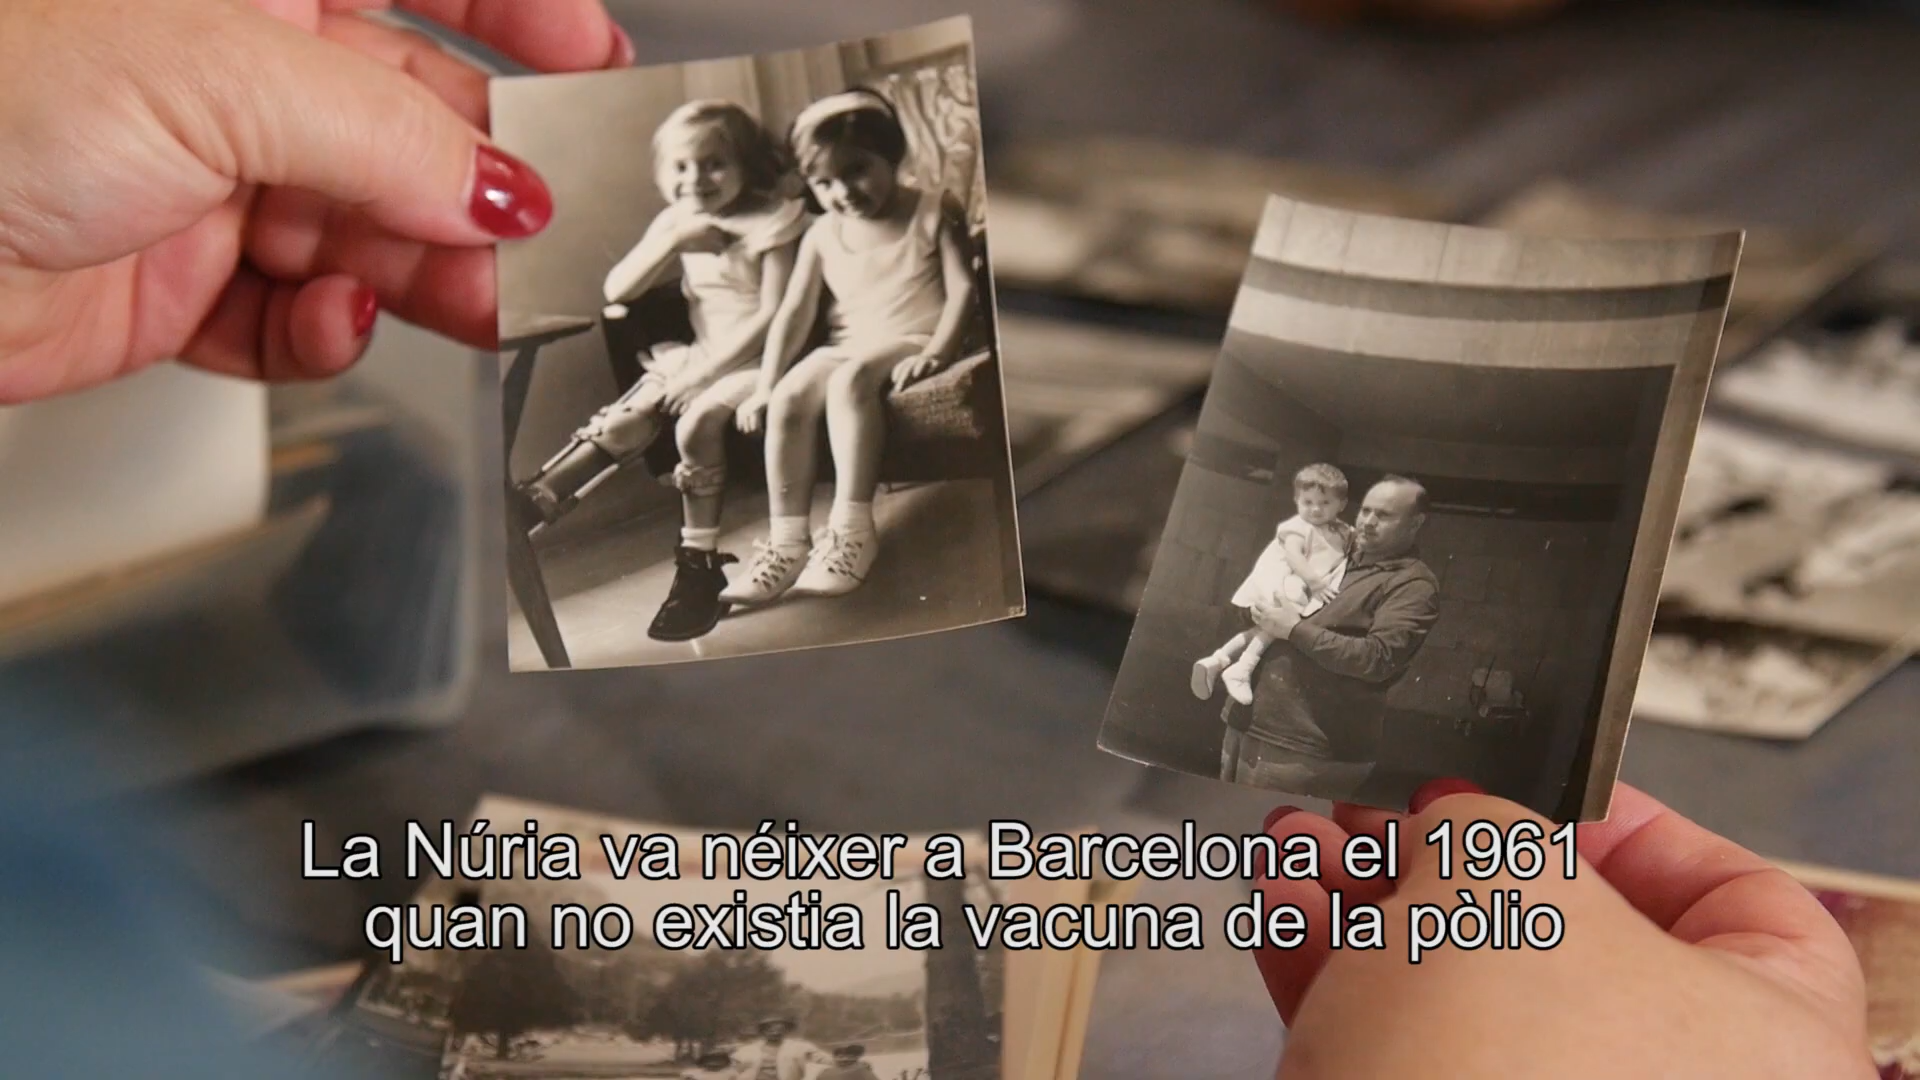 La Núria va néixer a Barcelona el 1961
quan no existia la vacuna de la pòlio